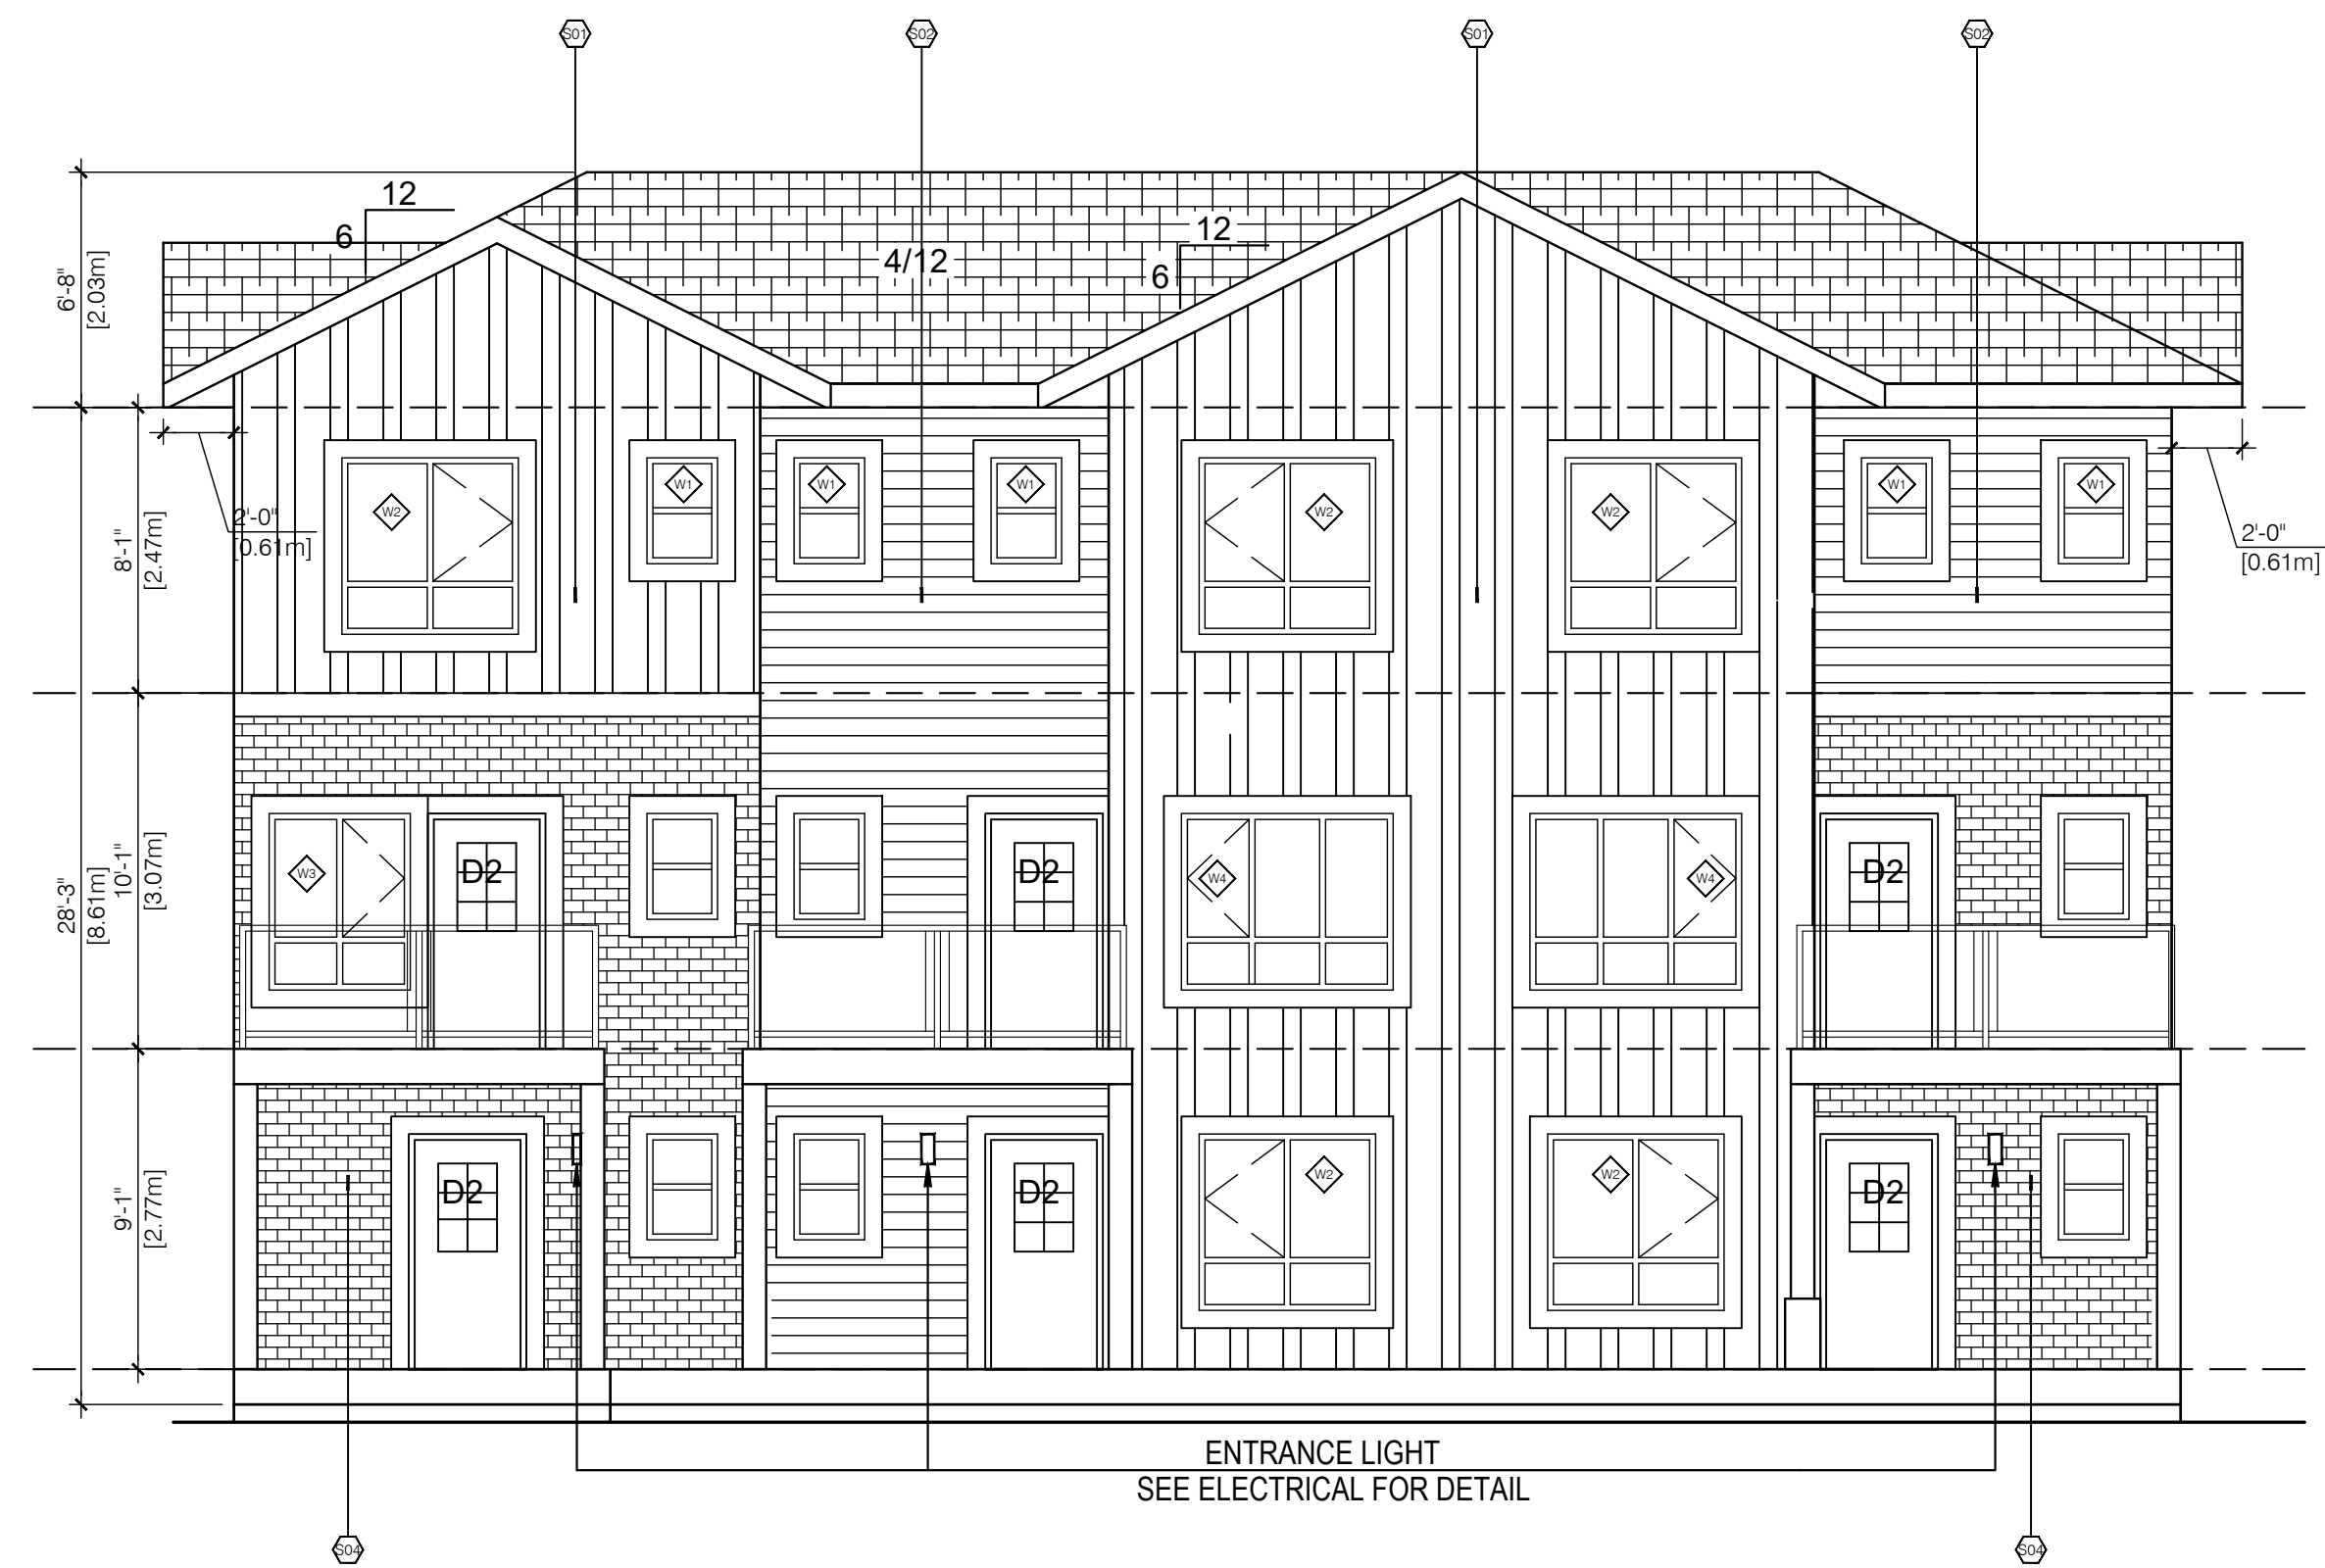 S01
S02
S01
S02
12
6
12
6
4/12
6'-8"
[2.03m]
2'-0"
[0.61m]
2'-0"
[0.61m]
8'-1"
[2.47m]
W2
W1
W1
W1
W2
W2
W1
W1
28'-3"
[8.61m]
10'-1"
[3.07m]
W3
D2
D2
W4
W4
D2
9'-1"
[2.77m]
D2
D2
W2
W2
D2
ENTRANCE LIGHT
SEE ELECTRICAL FOR DETAIL
S04
S04